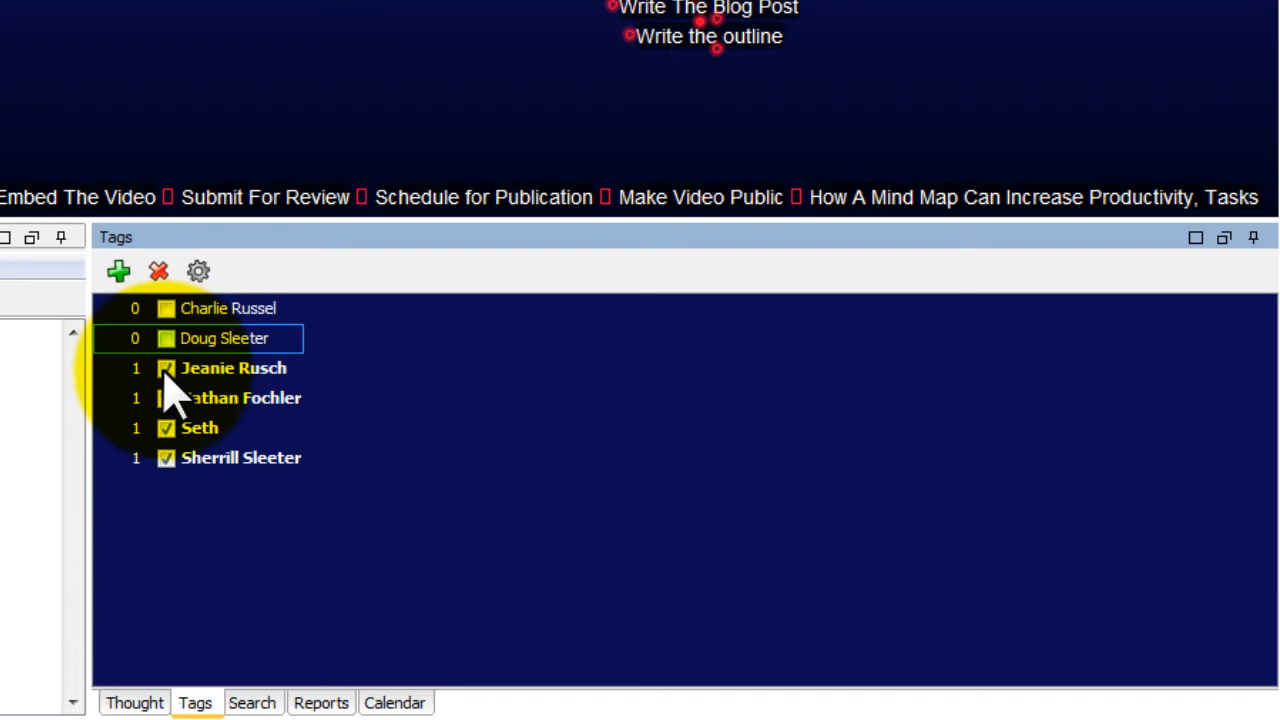 Write The Blog Post
Write the outline
Embed The Video Submit For Review Schedule for Publication Make Video Public How A Mind Map Can Increase Productivity, Tasks
Tags
0 Charlie Russel
0 Doug Sleeter
1 Jeanie Rusch
1 athan Fochler
1 Seth
1 Sherrill Sleeter
Thought Tags Search Reports Calendar